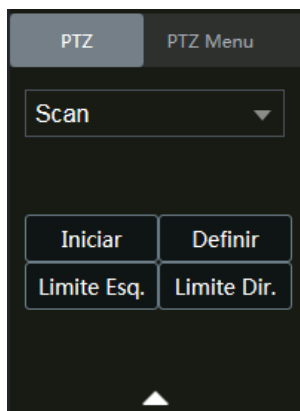 PTZ PTZ Menu
Scan
Iniciar Definir
Limite Esq. Limite Dir.